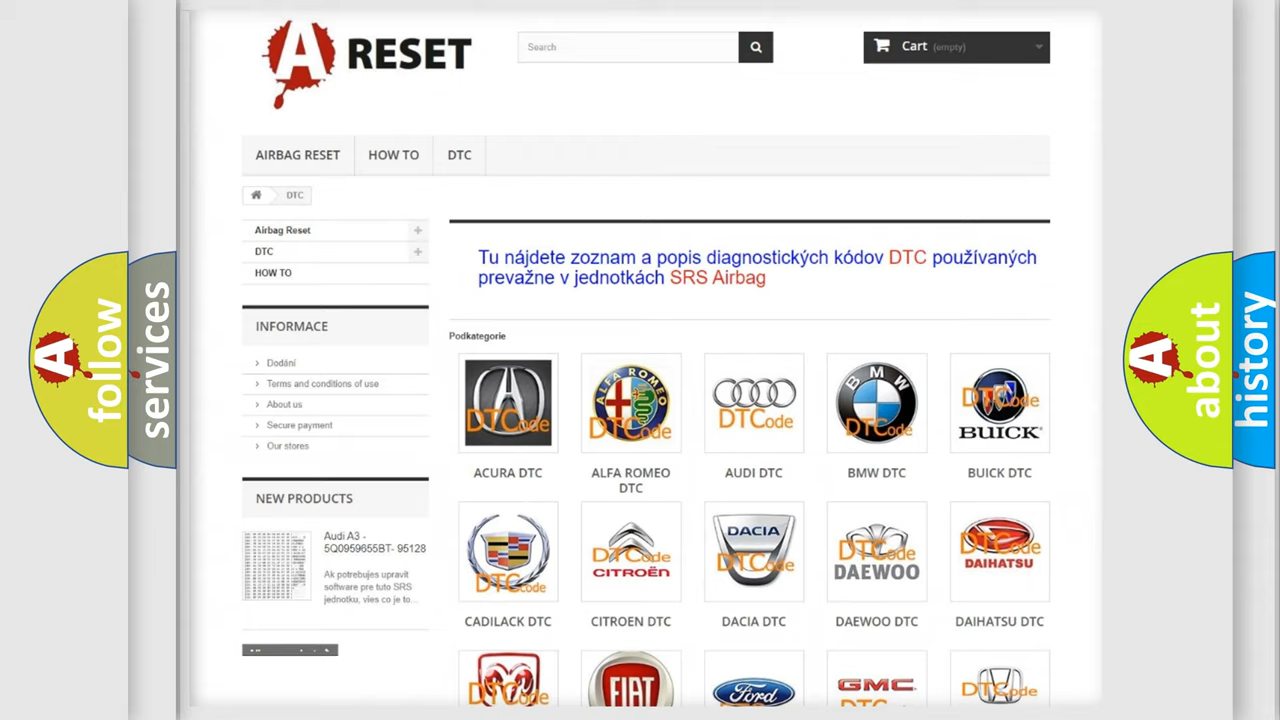 A RESET
Search
Cart (empty)
AIRBAG RESET
HOW TO
DTC
DTC
Airbag Reset
DTC
HOW TO
Tu nájdete zoznam a popis diagnostických kódov DTC používaných
prevažne v jednotkách SRS Airbag
INFORMACE
Dodání
Terms and conditions of use
About us
Secure payment
Our stores
NEW PRODUCTS
Audi A3 -
5Q0959655BT- 95128
Ak potrebujes upravit
software pre tuto SRS
jednotku, vies co je to...
Podkategorie
DTCode
ALFA ROMEO
DTCode
DTCode
BMW
DTCode
DTCode
BUICK
ACURA DTC
ALFA ROMEO
DTC
AUDI DTC
BMW DTC
BUICK DTC
DTCode
DTCode
CITROËN
DACIA
DTCode
DTCode
DAEWOO
DTCode
DAIHATSU
CADILACK DTC
CITROEN DTC
DACIA DTC
DAEWOO DTC
DAIHATSU DTC
DTCode
FIAT
Ford
GMC
DTCode
A follow
services
A about
history